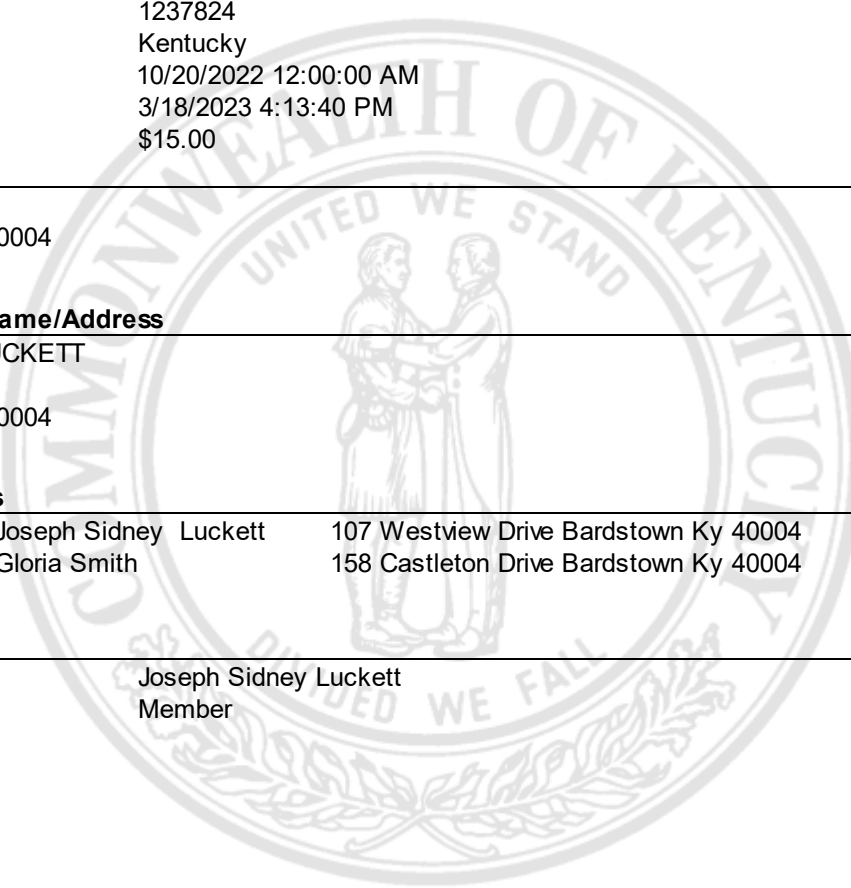 1237824
Kentucky
10/20/2022 12:00:00 AM
3/18/2023 4:13:40 PM
$15.00
0004
ame/Address
UCKETT
0004
s
Joseph Sidney Luckett 107 Westview Drive Bardstown Ky 40004
Gloria Smith 158 Castleton Drive Bardstown Ky 40004
Joseph Sidney Luckett
Member
COMMONWEALTH OF KENTUCKY
UNITED WE STAND
DIVIDED WE FALL